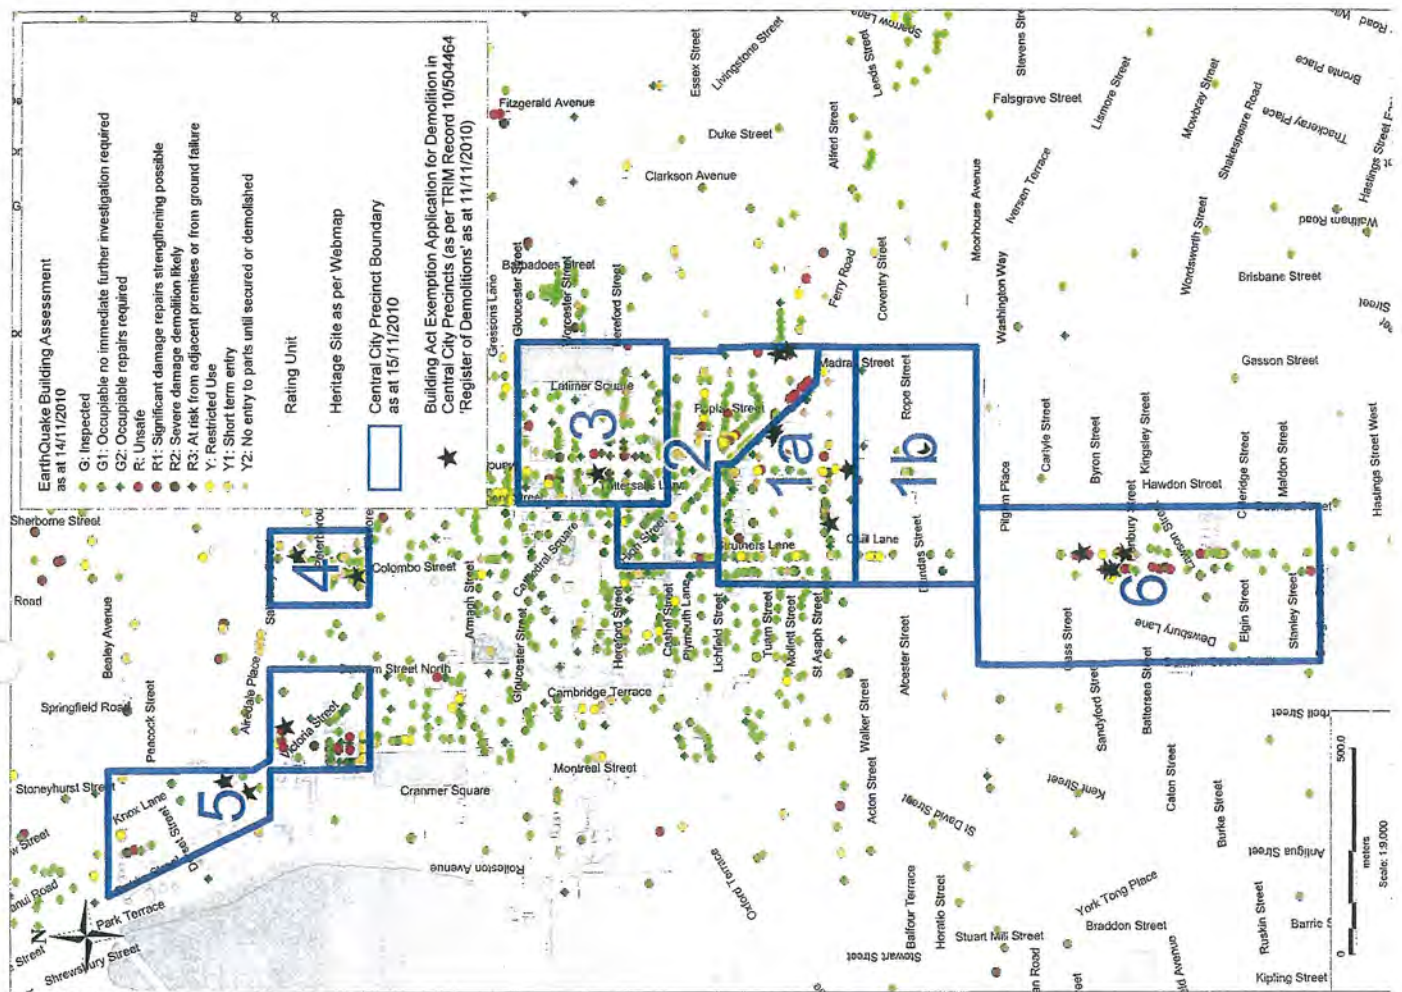 EarthQuake Building Assessment
as at 14/11/2010
G: Inspected
G1: Occupiable no immediate further investigation required
G2: Occupiable repairs required
R: Unsafe
R1: Significant damage repairs strengthening possible
R2: Severe damage demolition likely
R3: At risk from adjacent premises or from ground failure
Y: Restricted Use
Y1: Short term entry
Y2: No entry to parts until secured or demolished
Rating Unit
Heritage Site as per Webmap
Central City Precinct Boundary
as at 15/11/2010
Building Act Exemption Application for Demolition in
Central City Precincts (as per TRIM Record 10/504464
'Register of Demolitions' as at 11/11/2010)
Sherborne Street
Road
Bealey Avenue
Springfield Road
Peacock Street
Airedale Place
Stoneyhurst Street
Knox Lane
Park Terrace
Shrewsbury Street
N
Victoria Street
Colombo Street
Cranmer Square
Rolleston Avenue
Armagh Street
Gloucester Street
Cathedral Square
Hereford Street
Cashel Street
Plymouth Lane
Lichfield Street
Tuam Street
Mollett Street
St Asaph Street
Cambridge Terrace
Montreal Street
Oxford Terrace
Fitzgerald Avenue
Essex Street
Livingstone Street
Duke Street
Clarkson Avenue
Sparrow Lane
Leeds Street
Alfred Street
Gressons Lane
Gloucester Street
Barbadoes Street
Worcester Street
Hereford Street
Latimer Square
High Street
Poplar Street
Struthers Lane
Madras Street
Ferry Road
Coventry Street
Rope Street
Quill Lane
Dundas Street
Moorhouse Avenue
Washington Way
Stevens Stre
Falsgrave Street
Iverson Terrace
Lismore Street
Mowbray Street
Shakespeare Road
Bronte Place
Thackeray Place
Wordsworth Street
Waltham Road
Brisbane Street
Gasson Street
Pilgrim Place
Carlyle Street
Byron Street
Kingsley Street
Hawdon Street
Coleridge Street
Maldon Street
Hastings Street West
Lawson Street
Dewsbury Lane
Elgin Street
Stanley Street
Sandyford Street
Battersea Street
Kent Street
Caton Street
Burke Street
Antigua Street
Alcester Street
Walker Street
Acton Street
St David Street
Balfour Terrace
Horatio Street
Stewart Street
Stuart Mill Street
York Tong Place
Braddon Street
Ruskin Street
Kipling Street
1a
1b
2
3
4
5
6
0
500.0
meters
Scale: 1:9,000